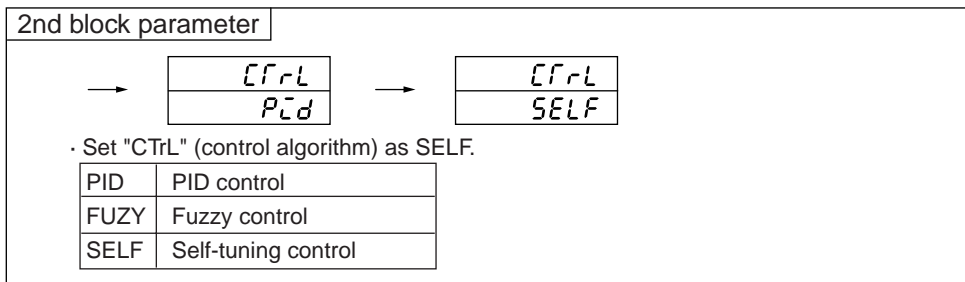 2nd block parameter
CTrL CTrL
PID SELF
· Set "CTrL" (control algorithm) as SELF.
PID PID control
FUZY Fuzzy control
SELF Self-tuning control